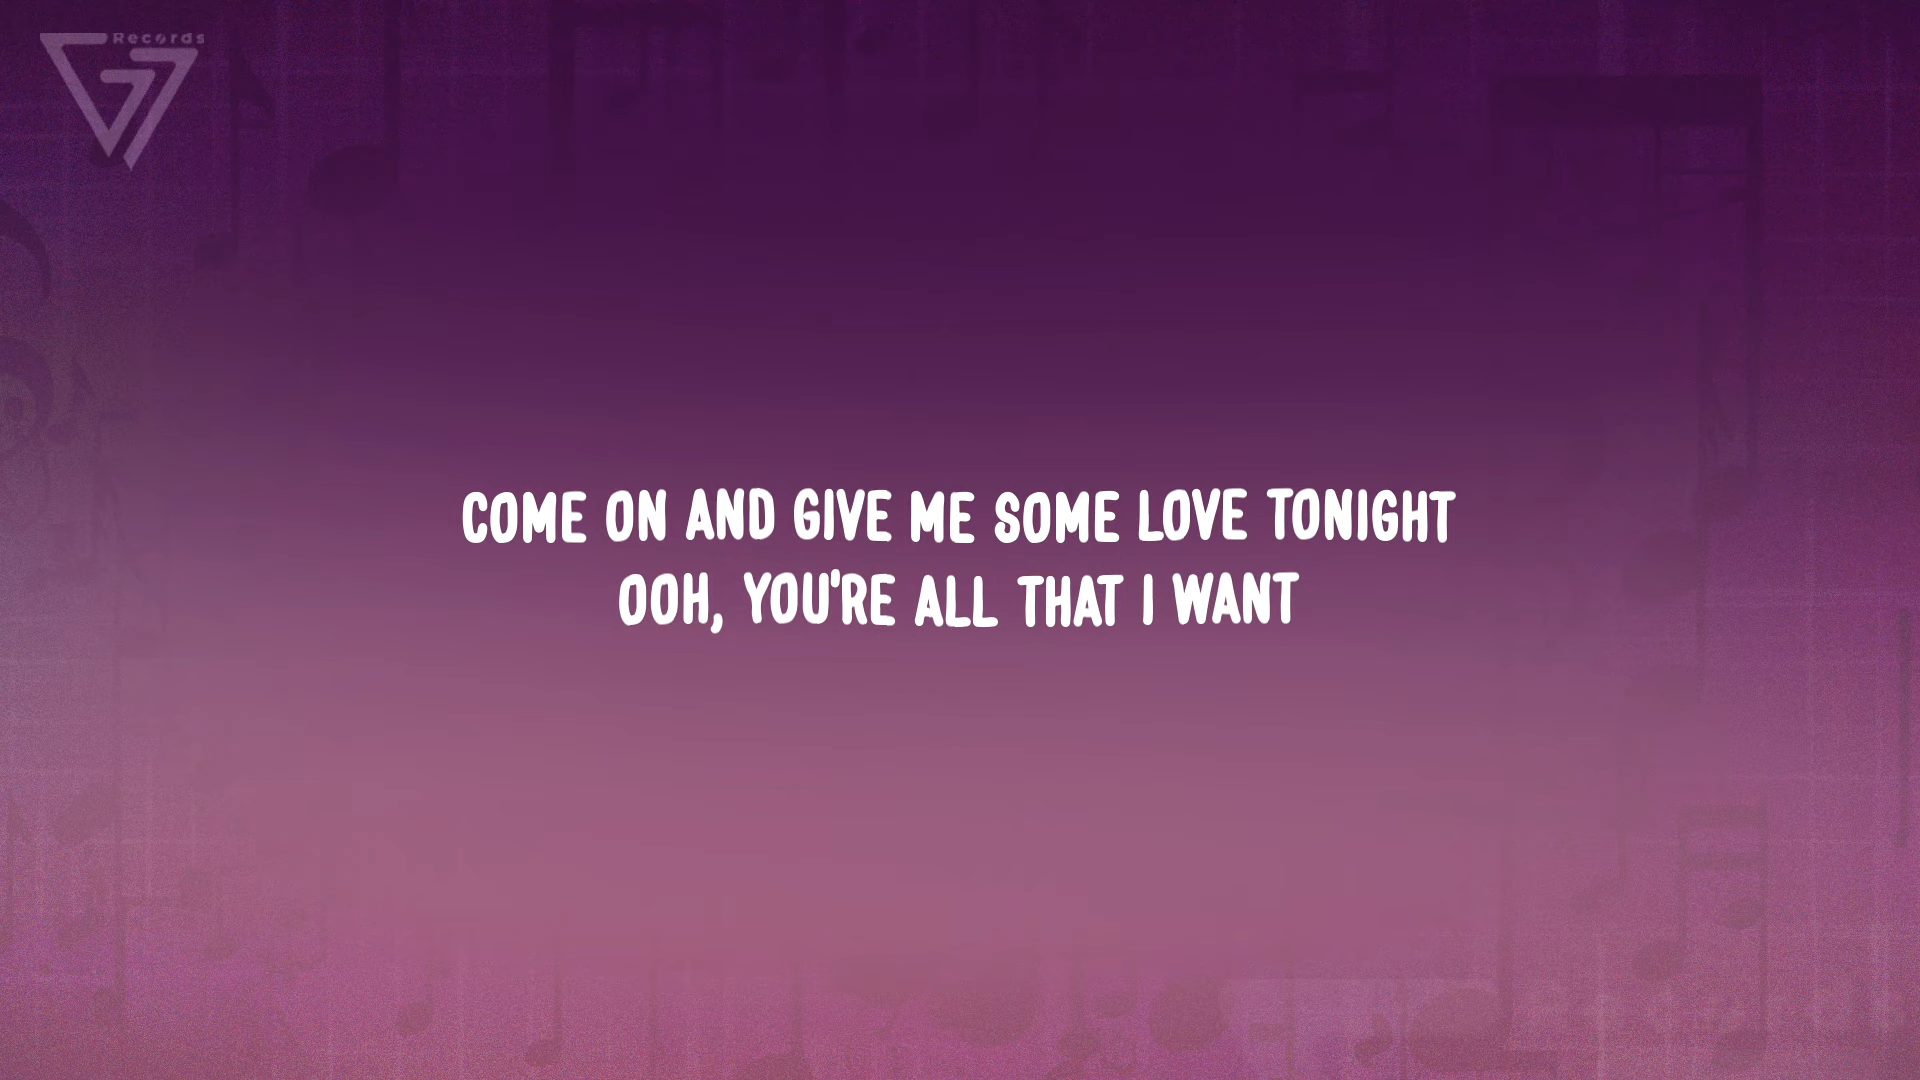 Records
COME ON AND GIVE ME SOME LOVE TONIGHT
OOH, YOU'RE ALL THAT I WANT